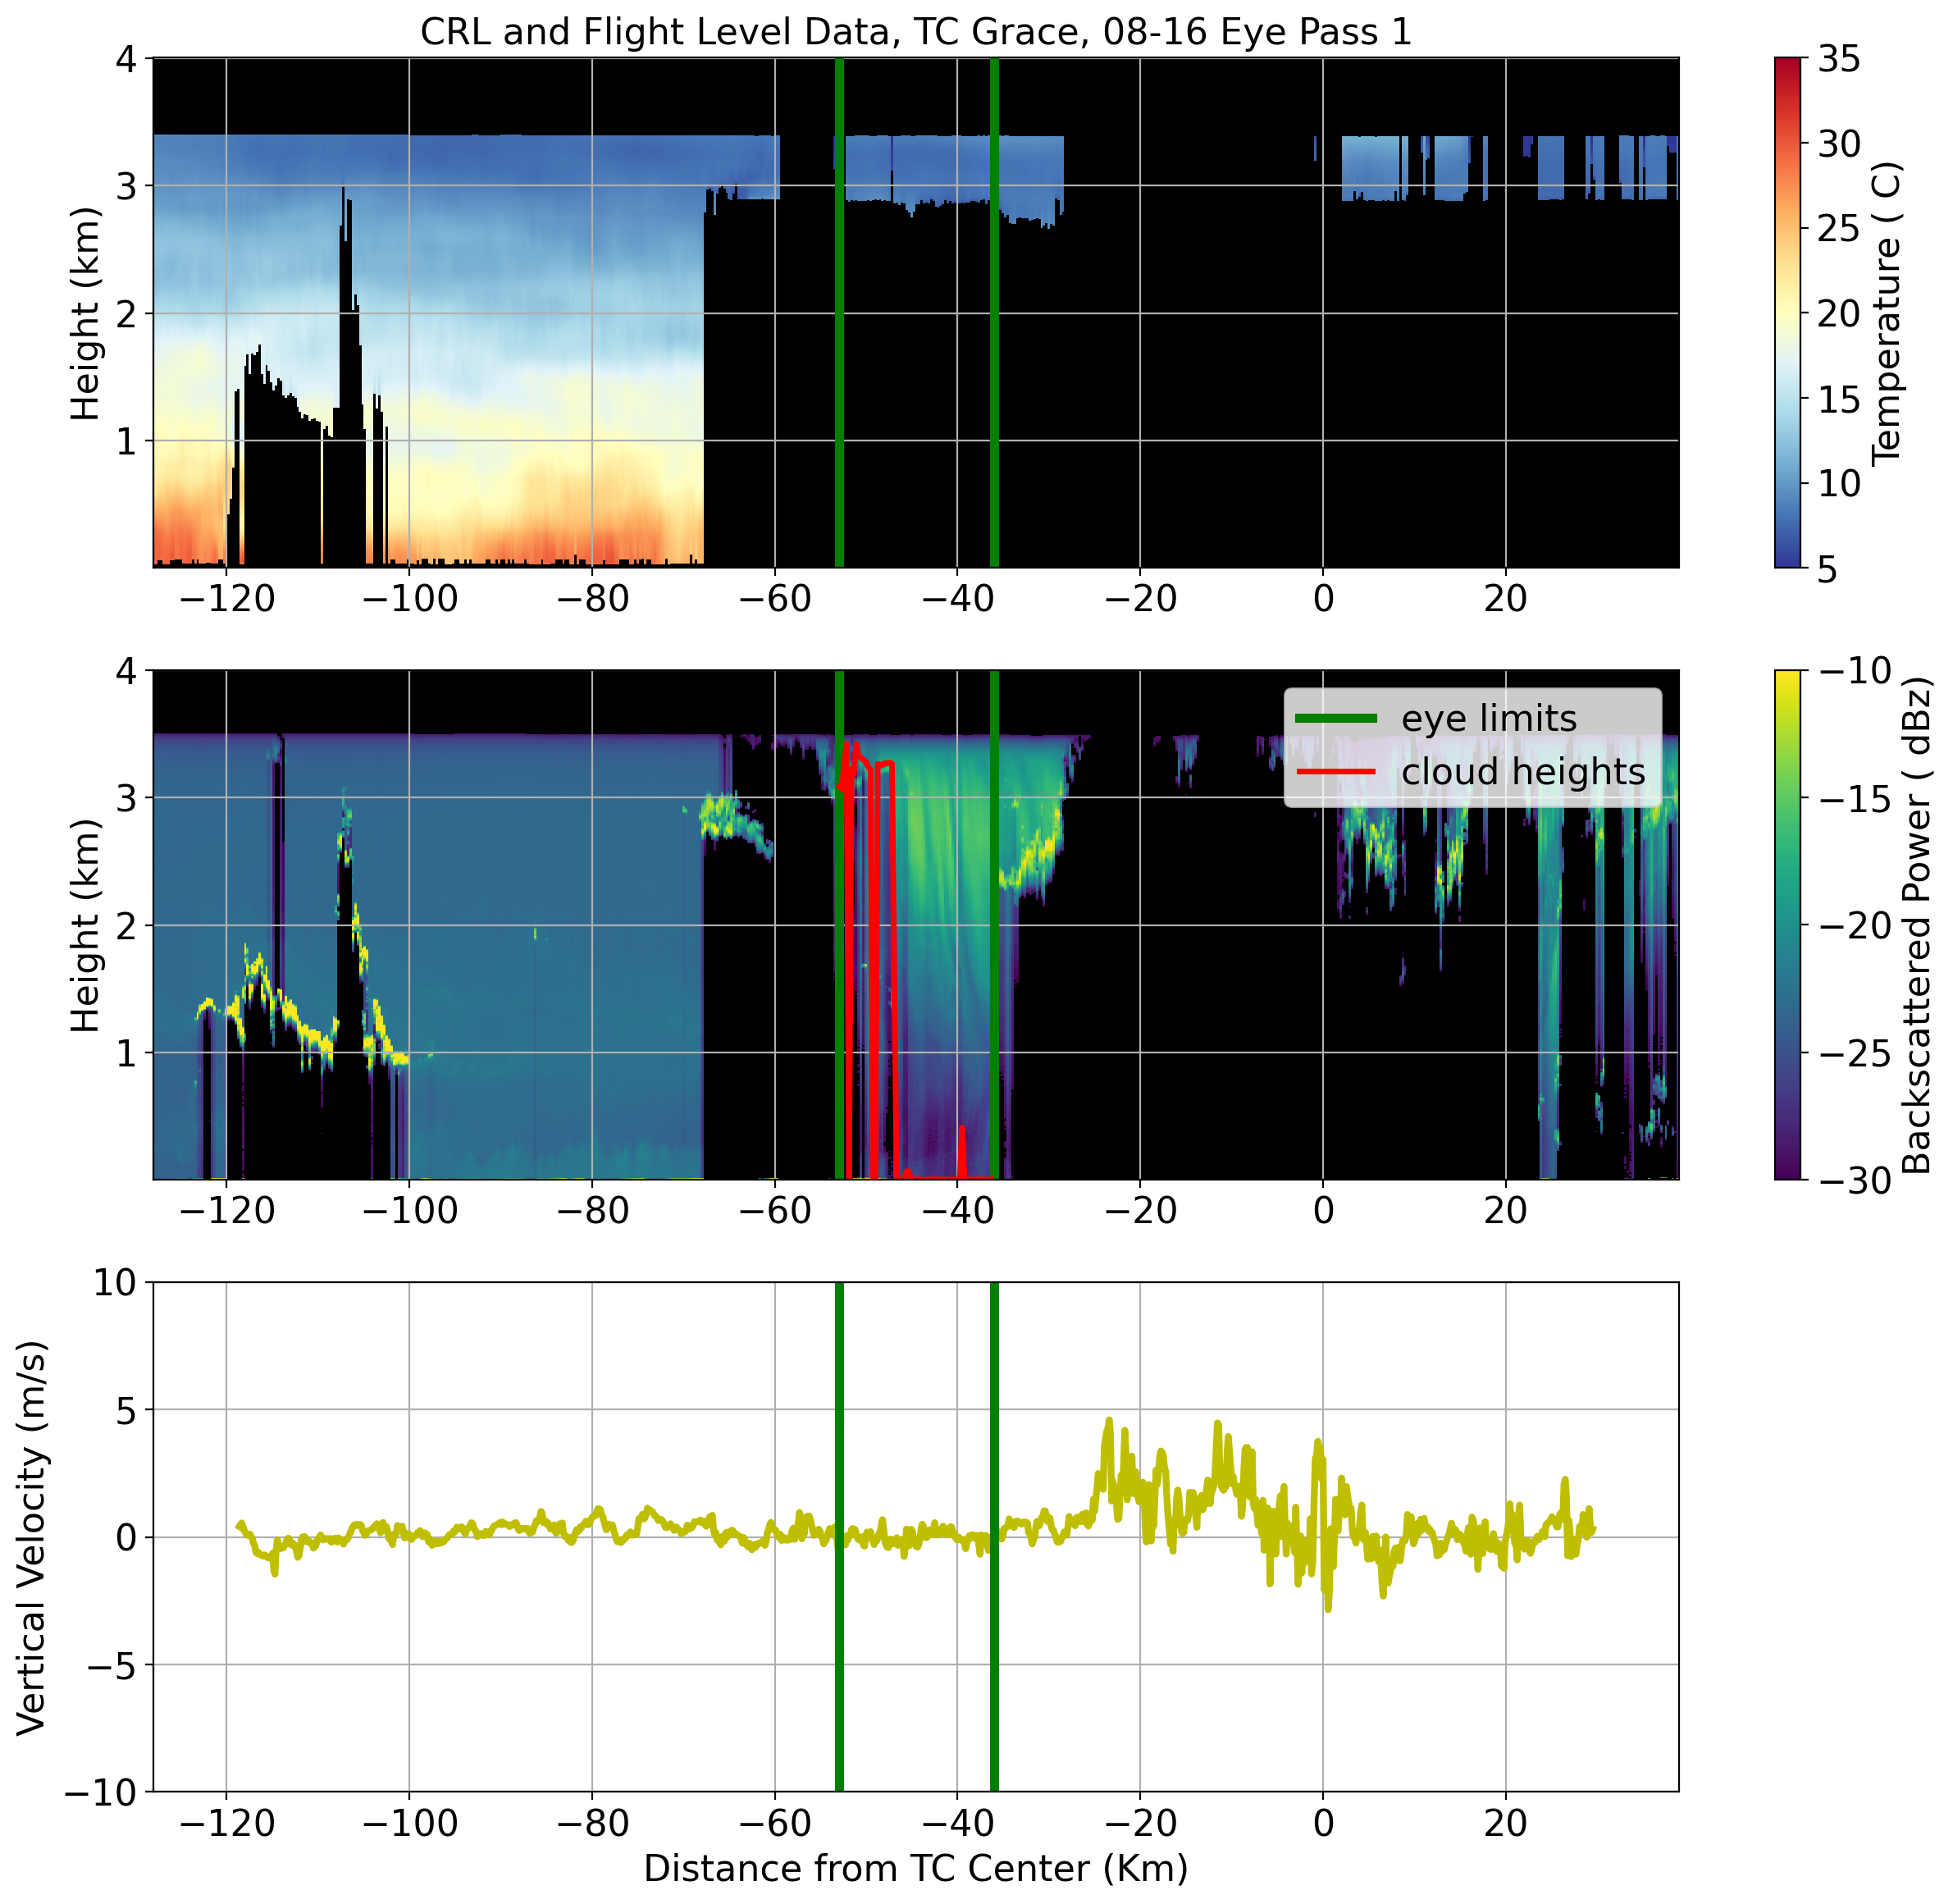 CRL and Flight Level Data, TC Grace, 08-16 Eye Pass 1
4
3
2
1
Height (km)
−120 −100 −80 −60 −40 −20 0 20
35
30
25
20
15
10
5
Temperature ( C)
4
3
2
1
Height (km)
eye limits
cloud heights
−120 −100 −80 −60 −40 −20 0 20
−10
−15
−20
−25
−30
Backscattered Power ( dBz)
10
5
0
−5
−10
Vertical Velocity (m/s)
−120 −100 −80 −60 −40 −20 0 20
Distance from TC Center (Km)